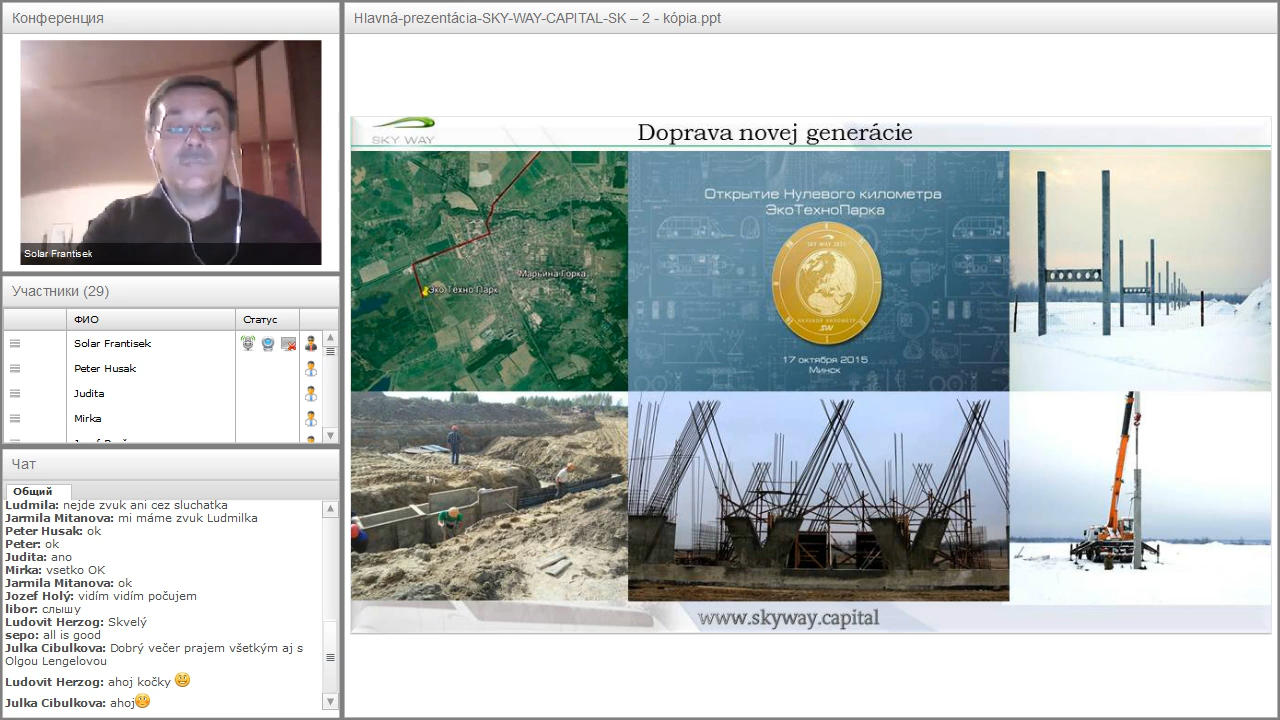 Конференция
Solar Frantisek
Участники (29)
ФИО
Статус
Solar Frantisek
Peter Husak
Judita
Mirka
Чат
Общий
Ludmila: nejde zvuk ani cez sluchatka
Jarmila Mitanova: mi máme zvuk Ludmilka
Peter Husak: ok
Peter: ok
Judita: ano
Mirka: vsetko OK
Jarmila Mitanova: ok
Jozef Holý: vidím vidím počujem
libor: слышу
Ludovit Herzog: Skvělý
sepo: all is good
Julka Cibulkova: Dobrý večer prajem všetkým aj s
Olgou Lengelovou
Ludovit Herzog: ahoj kočky
Julka Cibulkova: ahoj
Hlavná-prezentácia-SKY-WAY-CAPITAL-SK – 2 - kópia.ppt
SKY WAY
Doprava novej generácie
Марьина Горка
Эко Техно Парк
Открытие Нулевого километра
ЭкоТехноПарка
SW
17 октября 2015
Минск
www.skyway.capital